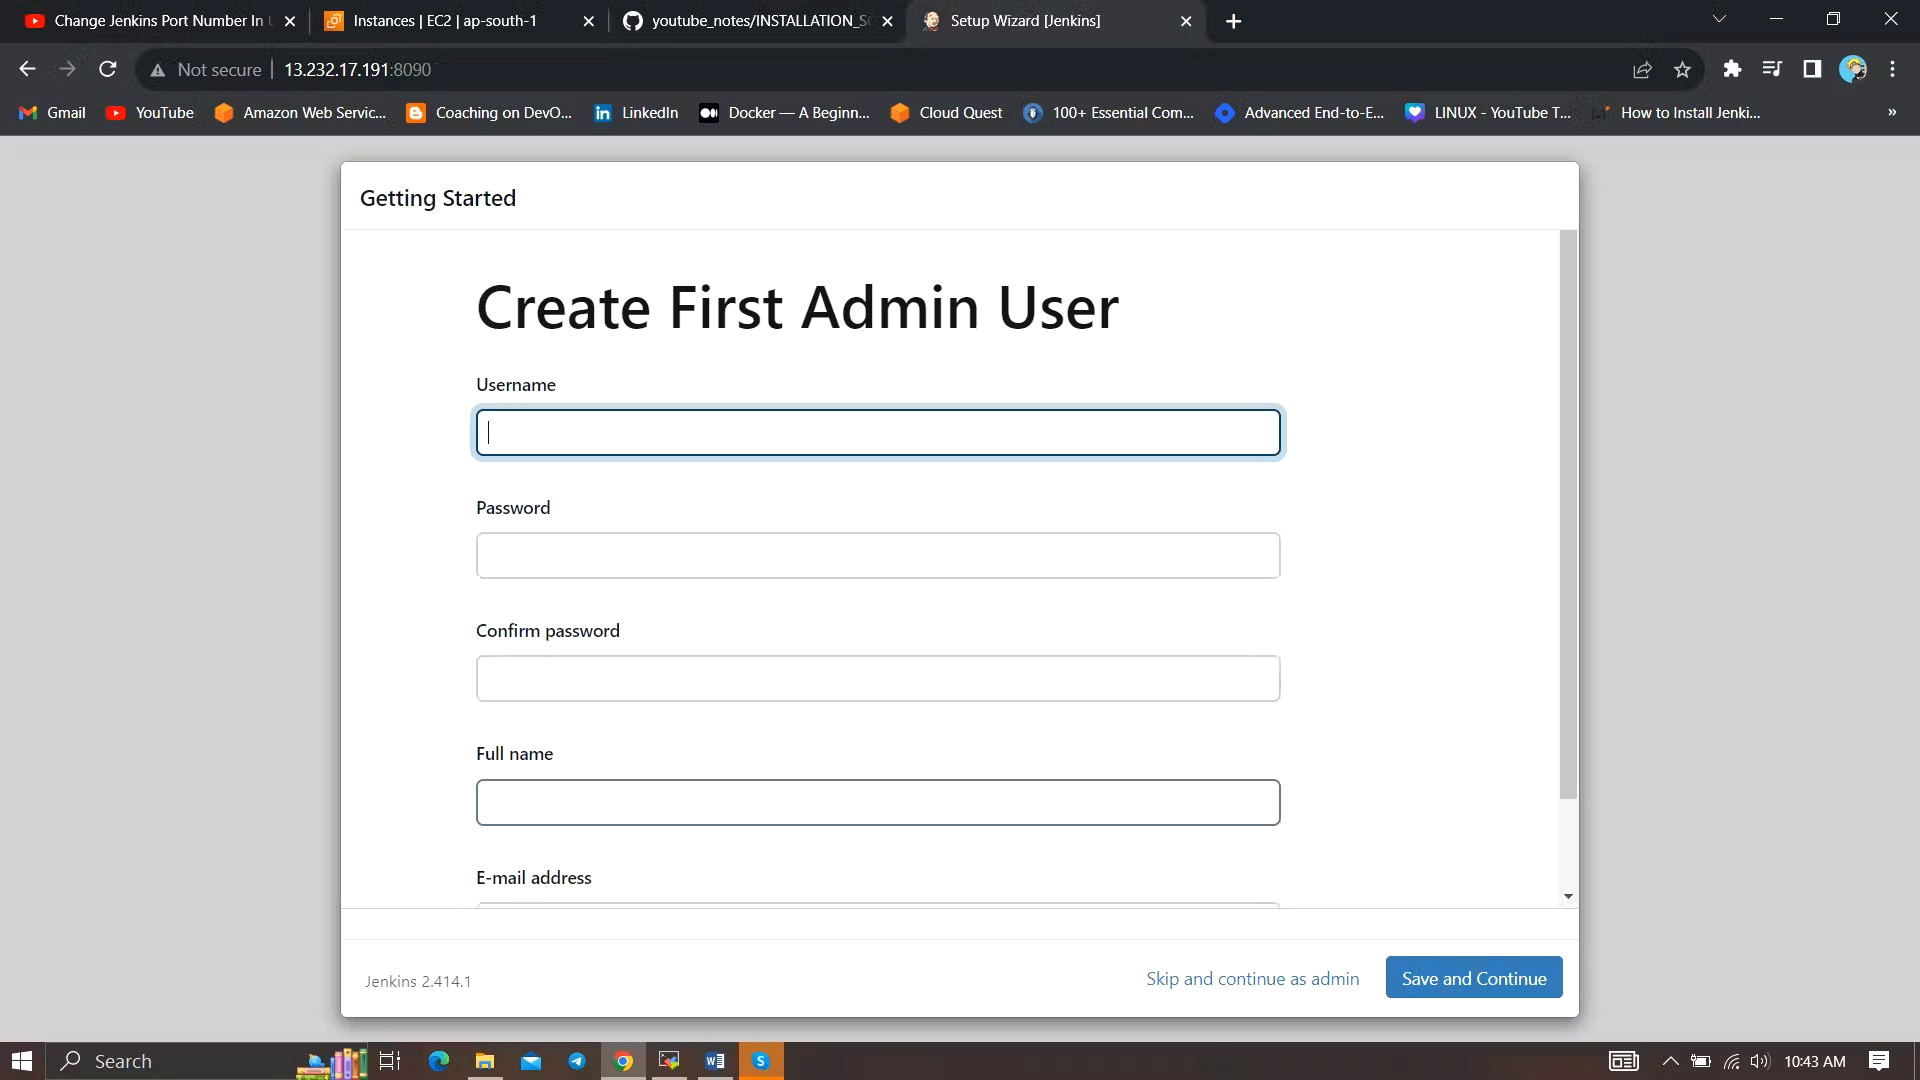 Change Jenkins Port Number In
Instances | EC2 | ap-south-1
youtube_notes/INSTALLATION_S
Setup Wizard [Jenkins]
Not secure
13.232.17.191:8090
Gmail
YouTube
Amazon Web Servic...
Coaching on DevO...
LinkedIn
Docker — A Beginn...
Cloud Quest
100+ Essential Com...
Advanced End-to-E...
LINUX - YouTube T...
How to Install Jenki...
»
Getting Started
Create First Admin User
Username
Password
Confirm password
Full name
E-mail address
Jenkins 2.414.1
Skip and continue as admin
Save and Continue
Search
10:43 AM